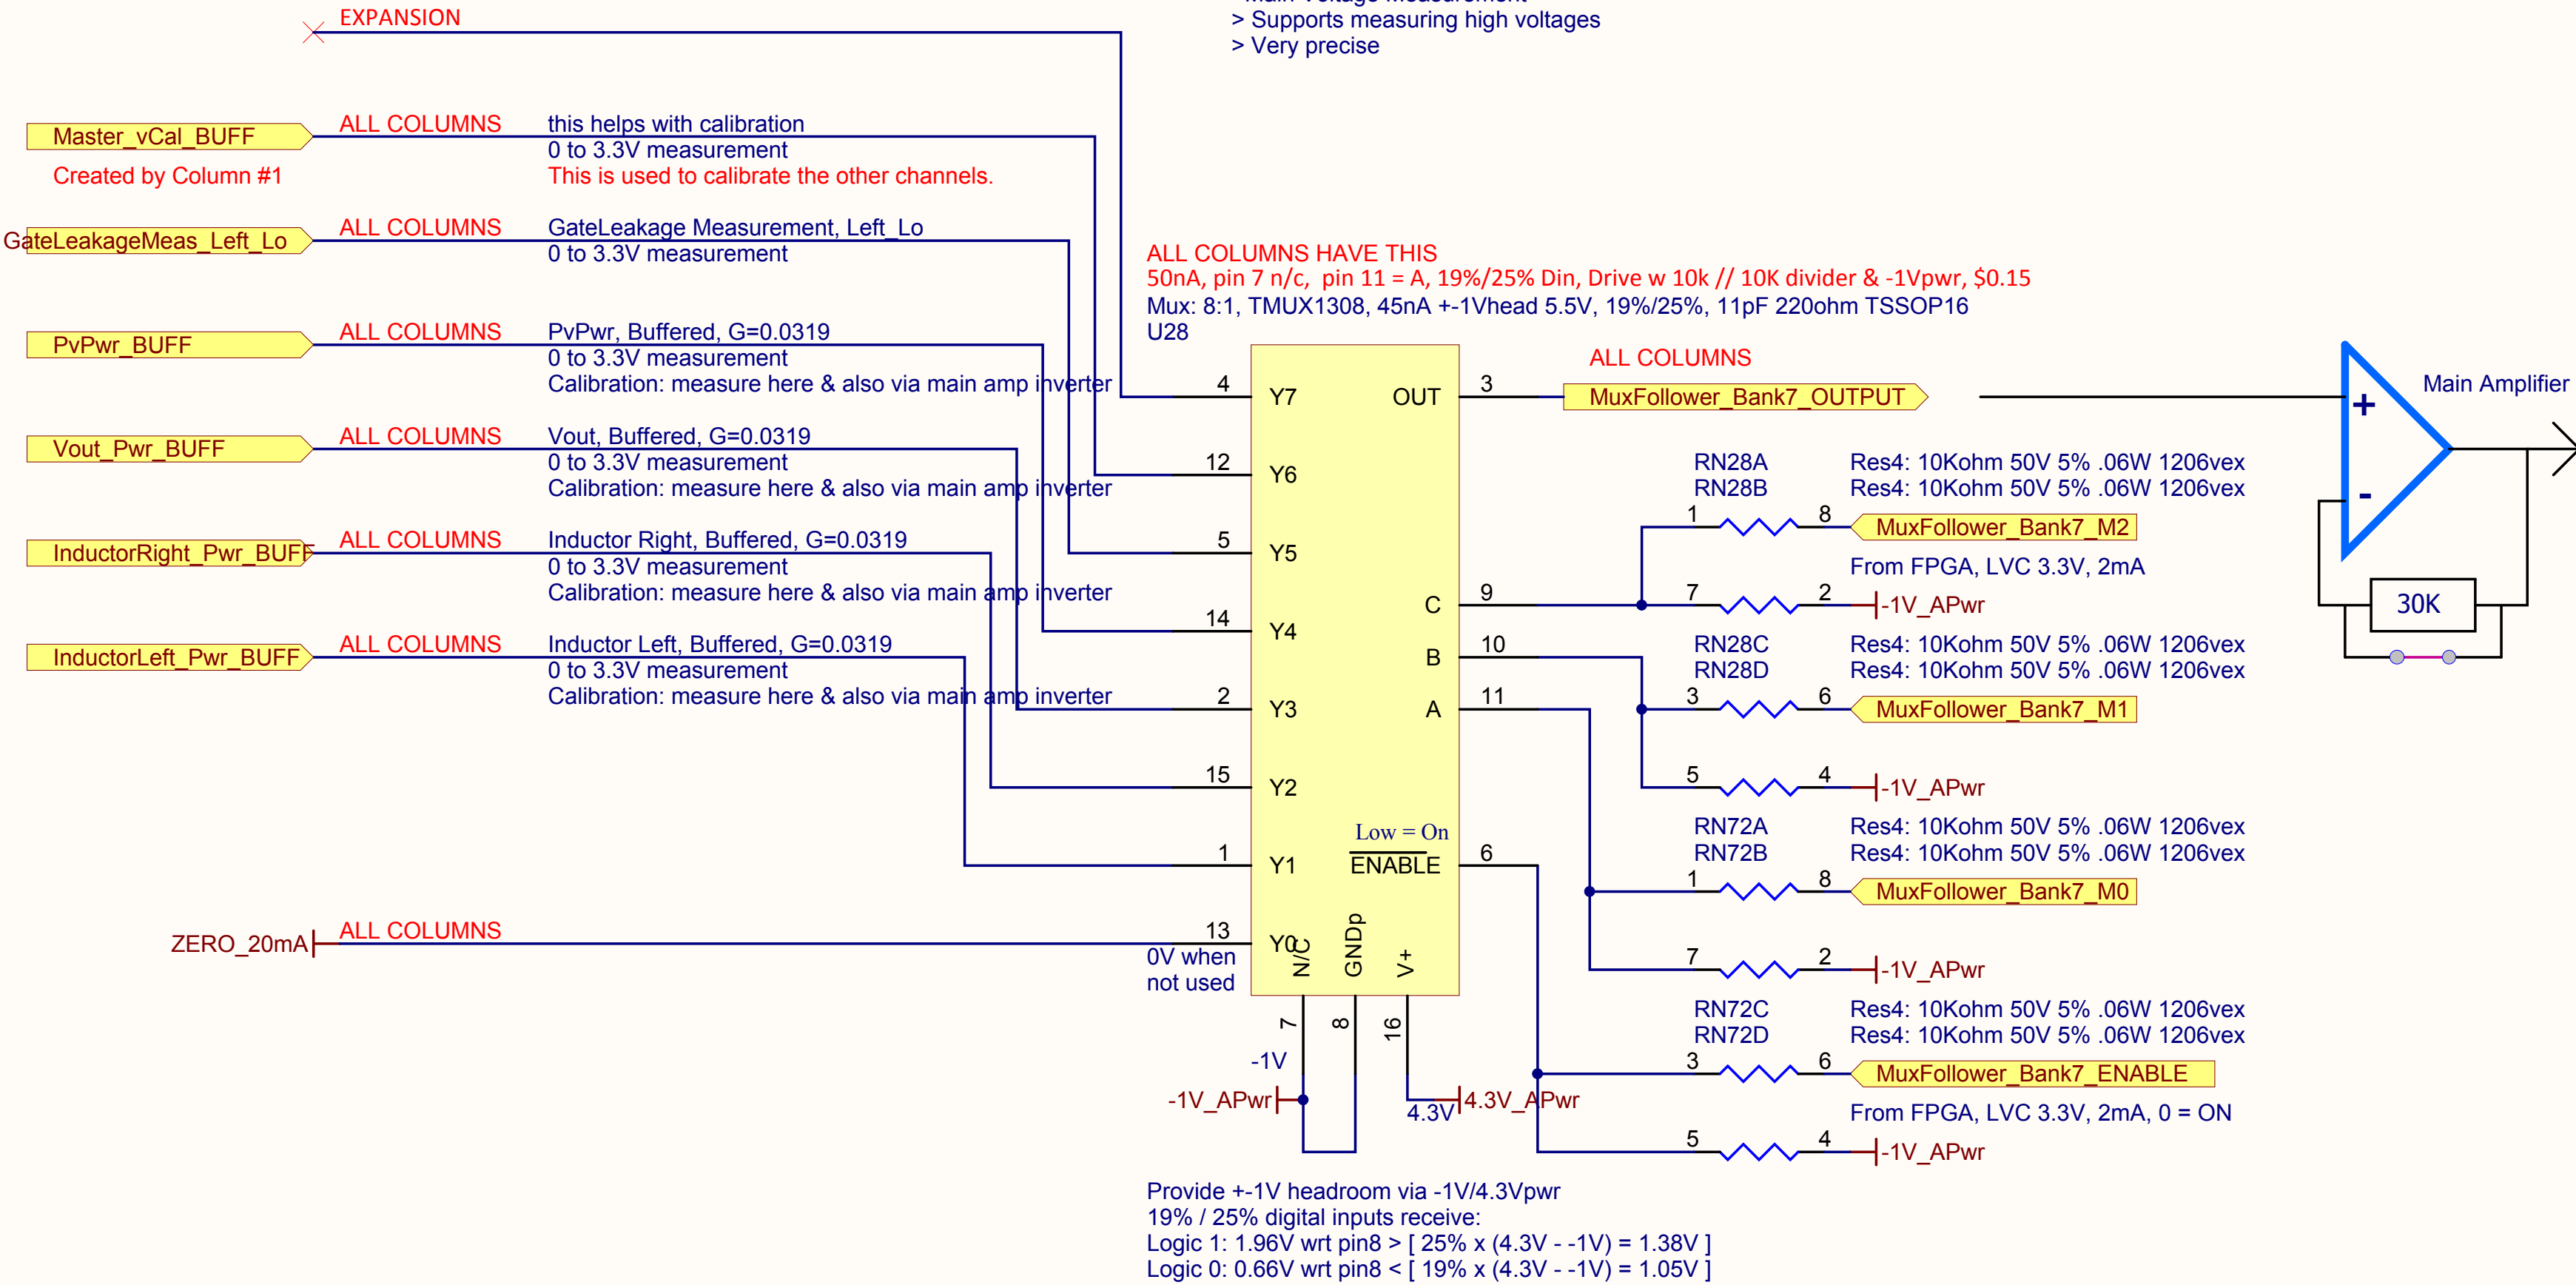 EXPANSION
> Supports measuring high voltages
> Very precise
Master_vCal_BUFF
ALL COLUMNS
this helps with calibration
0 to 3.3V measurement
Created by Column #1
This is used to calibrate the other channels.
GateLeakageMeas_Left_Lo
ALL COLUMNS
GateLeakage Measurement, Left_Lo
0 to 3.3V measurement
PvPwr_BUFF
ALL COLUMNS
PvPwr, Buffered, G=0.0319
0 to 3.3V measurement
Calibration: measure here & also via main amp inverter
Vout_Pwr_BUFF
ALL COLUMNS
Vout, Buffered, G=0.0319
0 to 3.3V measurement
Calibration: measure here & also via main amp inverter
InductorRight_Pwr_BUFF
ALL COLUMNS
Inductor Right, Buffered, G=0.0319
0 to 3.3V measurement
Calibration: measure here & also via main amp inverter
InductorLeft_Pwr_BUFF
ALL COLUMNS
Inductor Left, Buffered, G=0.0319
0 to 3.3V measurement
Calibration: measure here & also via main amp inverter
ZERO_20mA
ALL COLUMNS
0V when
not used
ALL COLUMNS HAVE THIS
50nA, pin 7 n/c, pin 11 = A, 19%/25% Din, Drive w 10k // 10K divider & -1Vpwr, $0.15
Mux: 8:1, TMUX1308, 45nA +-1Vhead 5.5V, 19%/25%, 11pF 220ohm TSSOP16
U28
4 Y7
12 Y6
5 Y5
14 Y4
2 Y3
15 Y2
1 Y1
13 Y0
OUT 3
C 9
B 10
A 11
Low = On
ENABLE 6
N/C
GNDp
V+
7
8
16
-1V
-1V_APwr
4.3V
4.3V_APwr
ALL COLUMNS
MuxFollower_Bank7_OUTPUT
Main Amplifier
+
-
30K
RN28A Res4: 10Kohm 50V 5% .06W 1206vex
RN28B Res4: 10Kohm 50V 5% .06W 1206vex
1 8 MuxFollower_Bank7_M2
From FPGA, LVC 3.3V, 2mA
7 2 -1V_APwr
RN28C Res4: 10Kohm 50V 5% .06W 1206vex
RN28D Res4: 10Kohm 50V 5% .06W 1206vex
3 6 MuxFollower_Bank7_M1
5 4 -1V_APwr
RN72A Res4: 10Kohm 50V 5% .06W 1206vex
RN72B Res4: 10Kohm 50V 5% .06W 1206vex
1 8 MuxFollower_Bank7_M0
7 2 -1V_APwr
RN72C Res4: 10Kohm 50V 5% .06W 1206vex
RN72D Res4: 10Kohm 50V 5% .06W 1206vex
3 6 MuxFollower_Bank7_ENABLE
From FPGA, LVC 3.3V, 2mA, 0 = ON
5 4 -1V_APwr
Provide +-1V headroom via -1V/4.3Vpwr
19% / 25% digital inputs receive:
Logic 1: 1.96V wrt pin8 > [ 25% x (4.3V - -1V) = 1.38V ]
Logic 0: 0.66V wrt pin8 < [ 19% x (4.3V - -1V) = 1.05V ]